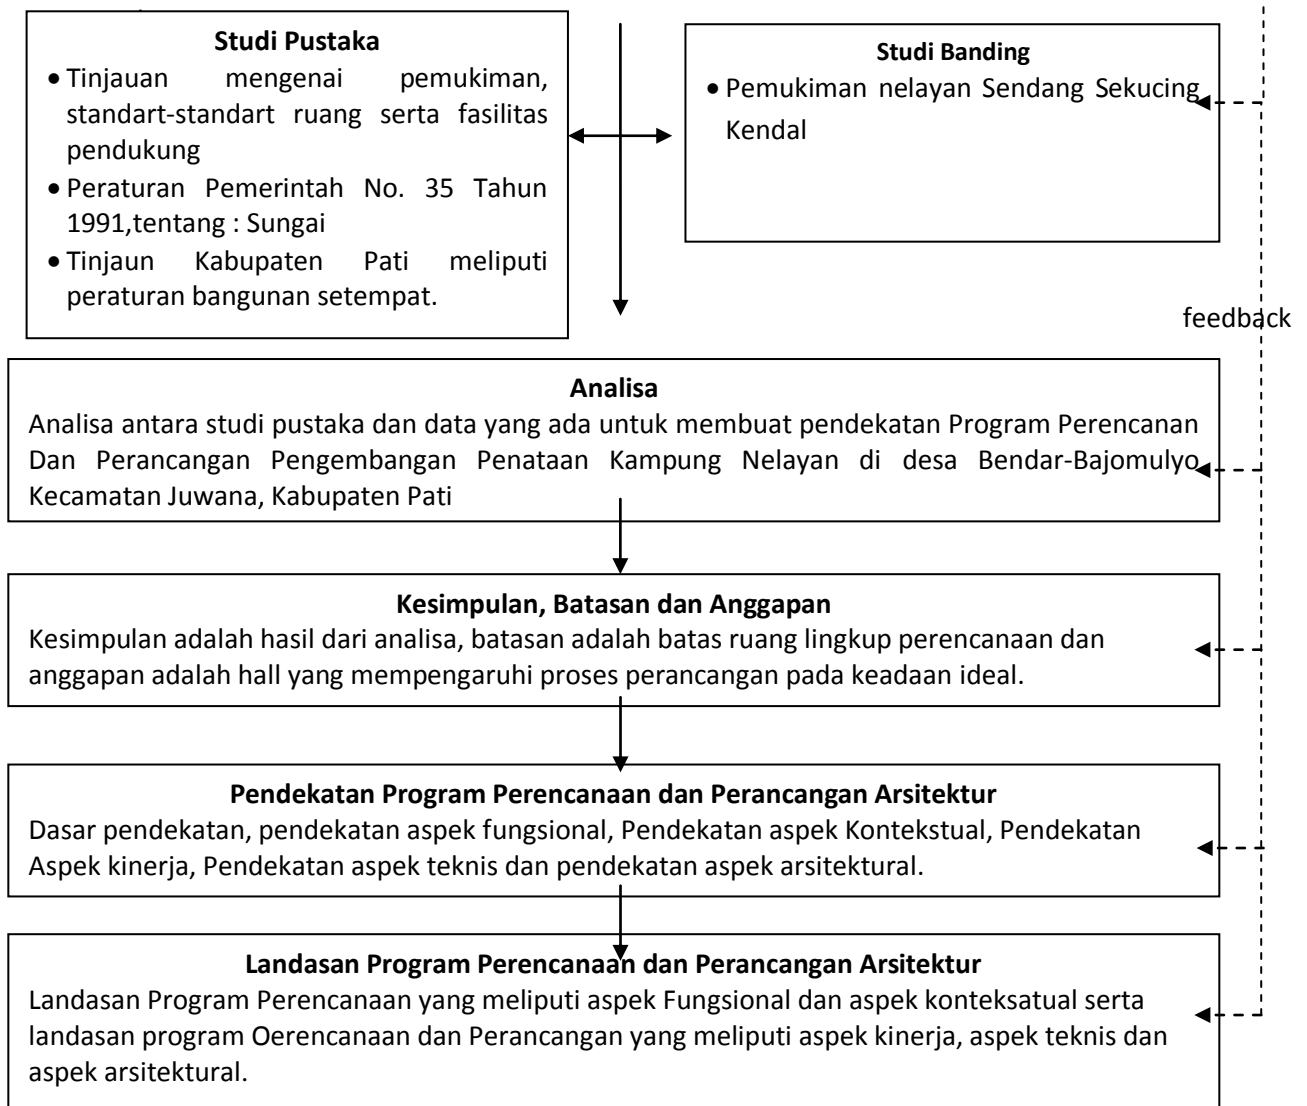 Studi Pustaka
• Tinjauan mengenai pemukiman,
standart-standart ruang serta fasilitas
pendukung
• Peraturan Pemerintah No. 35 Tahun
1991,tentang : Sungai
• Tinjaun Kabupaten Pati meliputi
peraturan bangunan setempat.
Studi Banding
• Pemukiman nelayan Sendang Sekucing
Kendal
feedback
Analisa
Analisa antara studi pustaka dan data yang ada untuk membuat pendekatan Program Perencanan
Dan Perancangan Pengembangan Penataan Kampung Nelayan di desa Bendar-Bajomulyo
Kecamatan Juwana, Kabupaten Pati
Kesimpulan, Batasan dan Anggapan
Kesimpulan adalah hasil dari analisa, batasan adalah batas ruang lingkup perencanaan dan
anggapan adalah hall yang mempengaruhi proses perancangan pada keadaan ideal.
Pendekatan Program Perencanaan dan Perancangan Arsitektur
Dasar pendekatan, pendekatan aspek fungsional, Pendekatan aspek Kontekstual, Pendekatan
Aspek kinerja, Pendekatan aspek teknis dan pendekatan aspek arsitektural.
Landasan Program Perencanaan dan Perancangan Arsitektur
Landasan Program Perencanaan yang meliputi aspek Fungsional dan aspek konteksatual serta
landasan program Oerencanaan dan Perancangan yang meliputi aspek kinerja, aspek teknis dan
aspek arsitektural.